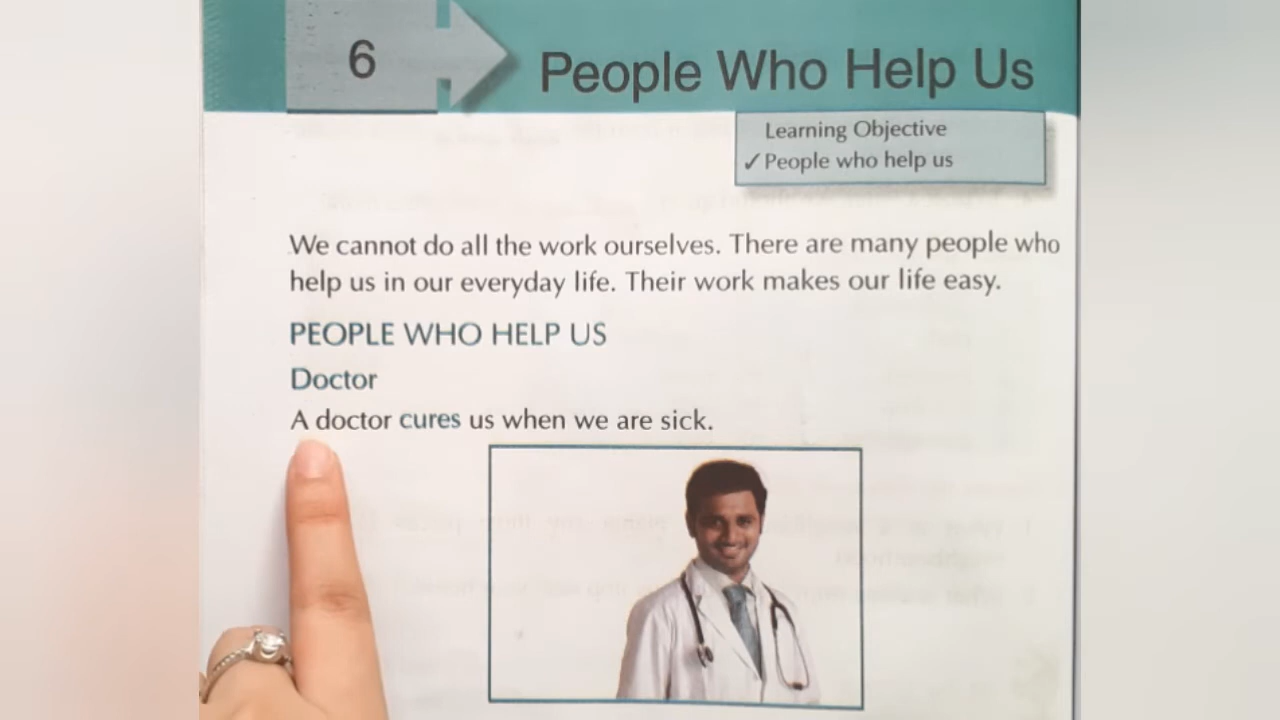 6
People Who Help Us
Learning Objective
✓ People who help us
We cannot do all the work ourselves. There are many people who
help us in our everyday life. Their work makes our life easy.
PEOPLE WHO HELP US
Doctor
A doctor cures us when we are sick.